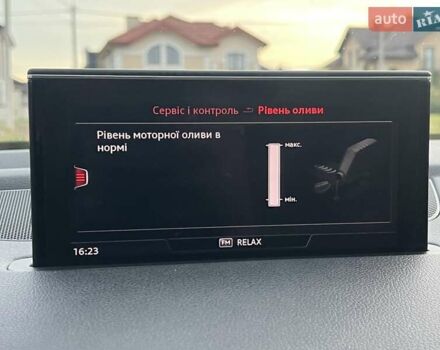 auto RIA
Сервіс і контроль Рівень оливи
Рівень моторної оливи в
нормі
макс.
мін.
16:23
FM RELAX